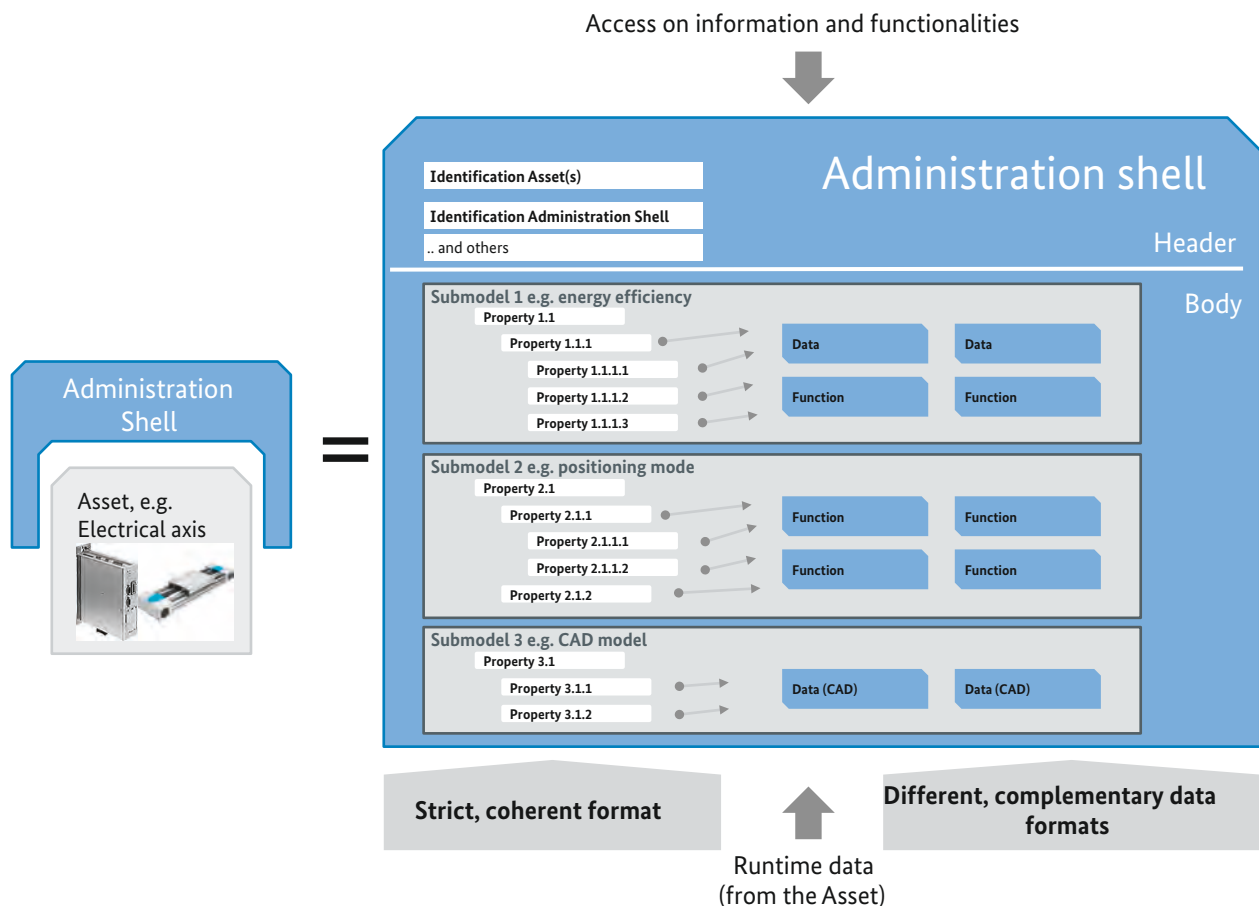 Access on information and functionalities
Administration shell
Identification Asset(s)
Identification Administration Shell
.. and others
Header
Body
Submodel 1 e.g. energy efficiency
Property 1.1
Property 1.1.1
Property 1.1.1.1
Property 1.1.1.2
Property 1.1.1.3
Data
Data
Function
Function
Submodel 2 e.g. positioning mode
Property 2.1
Property 2.1.1
Property 2.1.1.1
Property 2.1.1.2
Property 2.1.2
Function
Function
Function
Function
Submodel 3 e.g. CAD model
Property 3.1
Property 3.1.1
Property 3.1.2
Data (CAD)
Data (CAD)
Administration
Shell
=
Asset, e.g.
Electrical axis
Strict, coherent format
Different, complementary data
formats
Runtime data
(from the Asset)